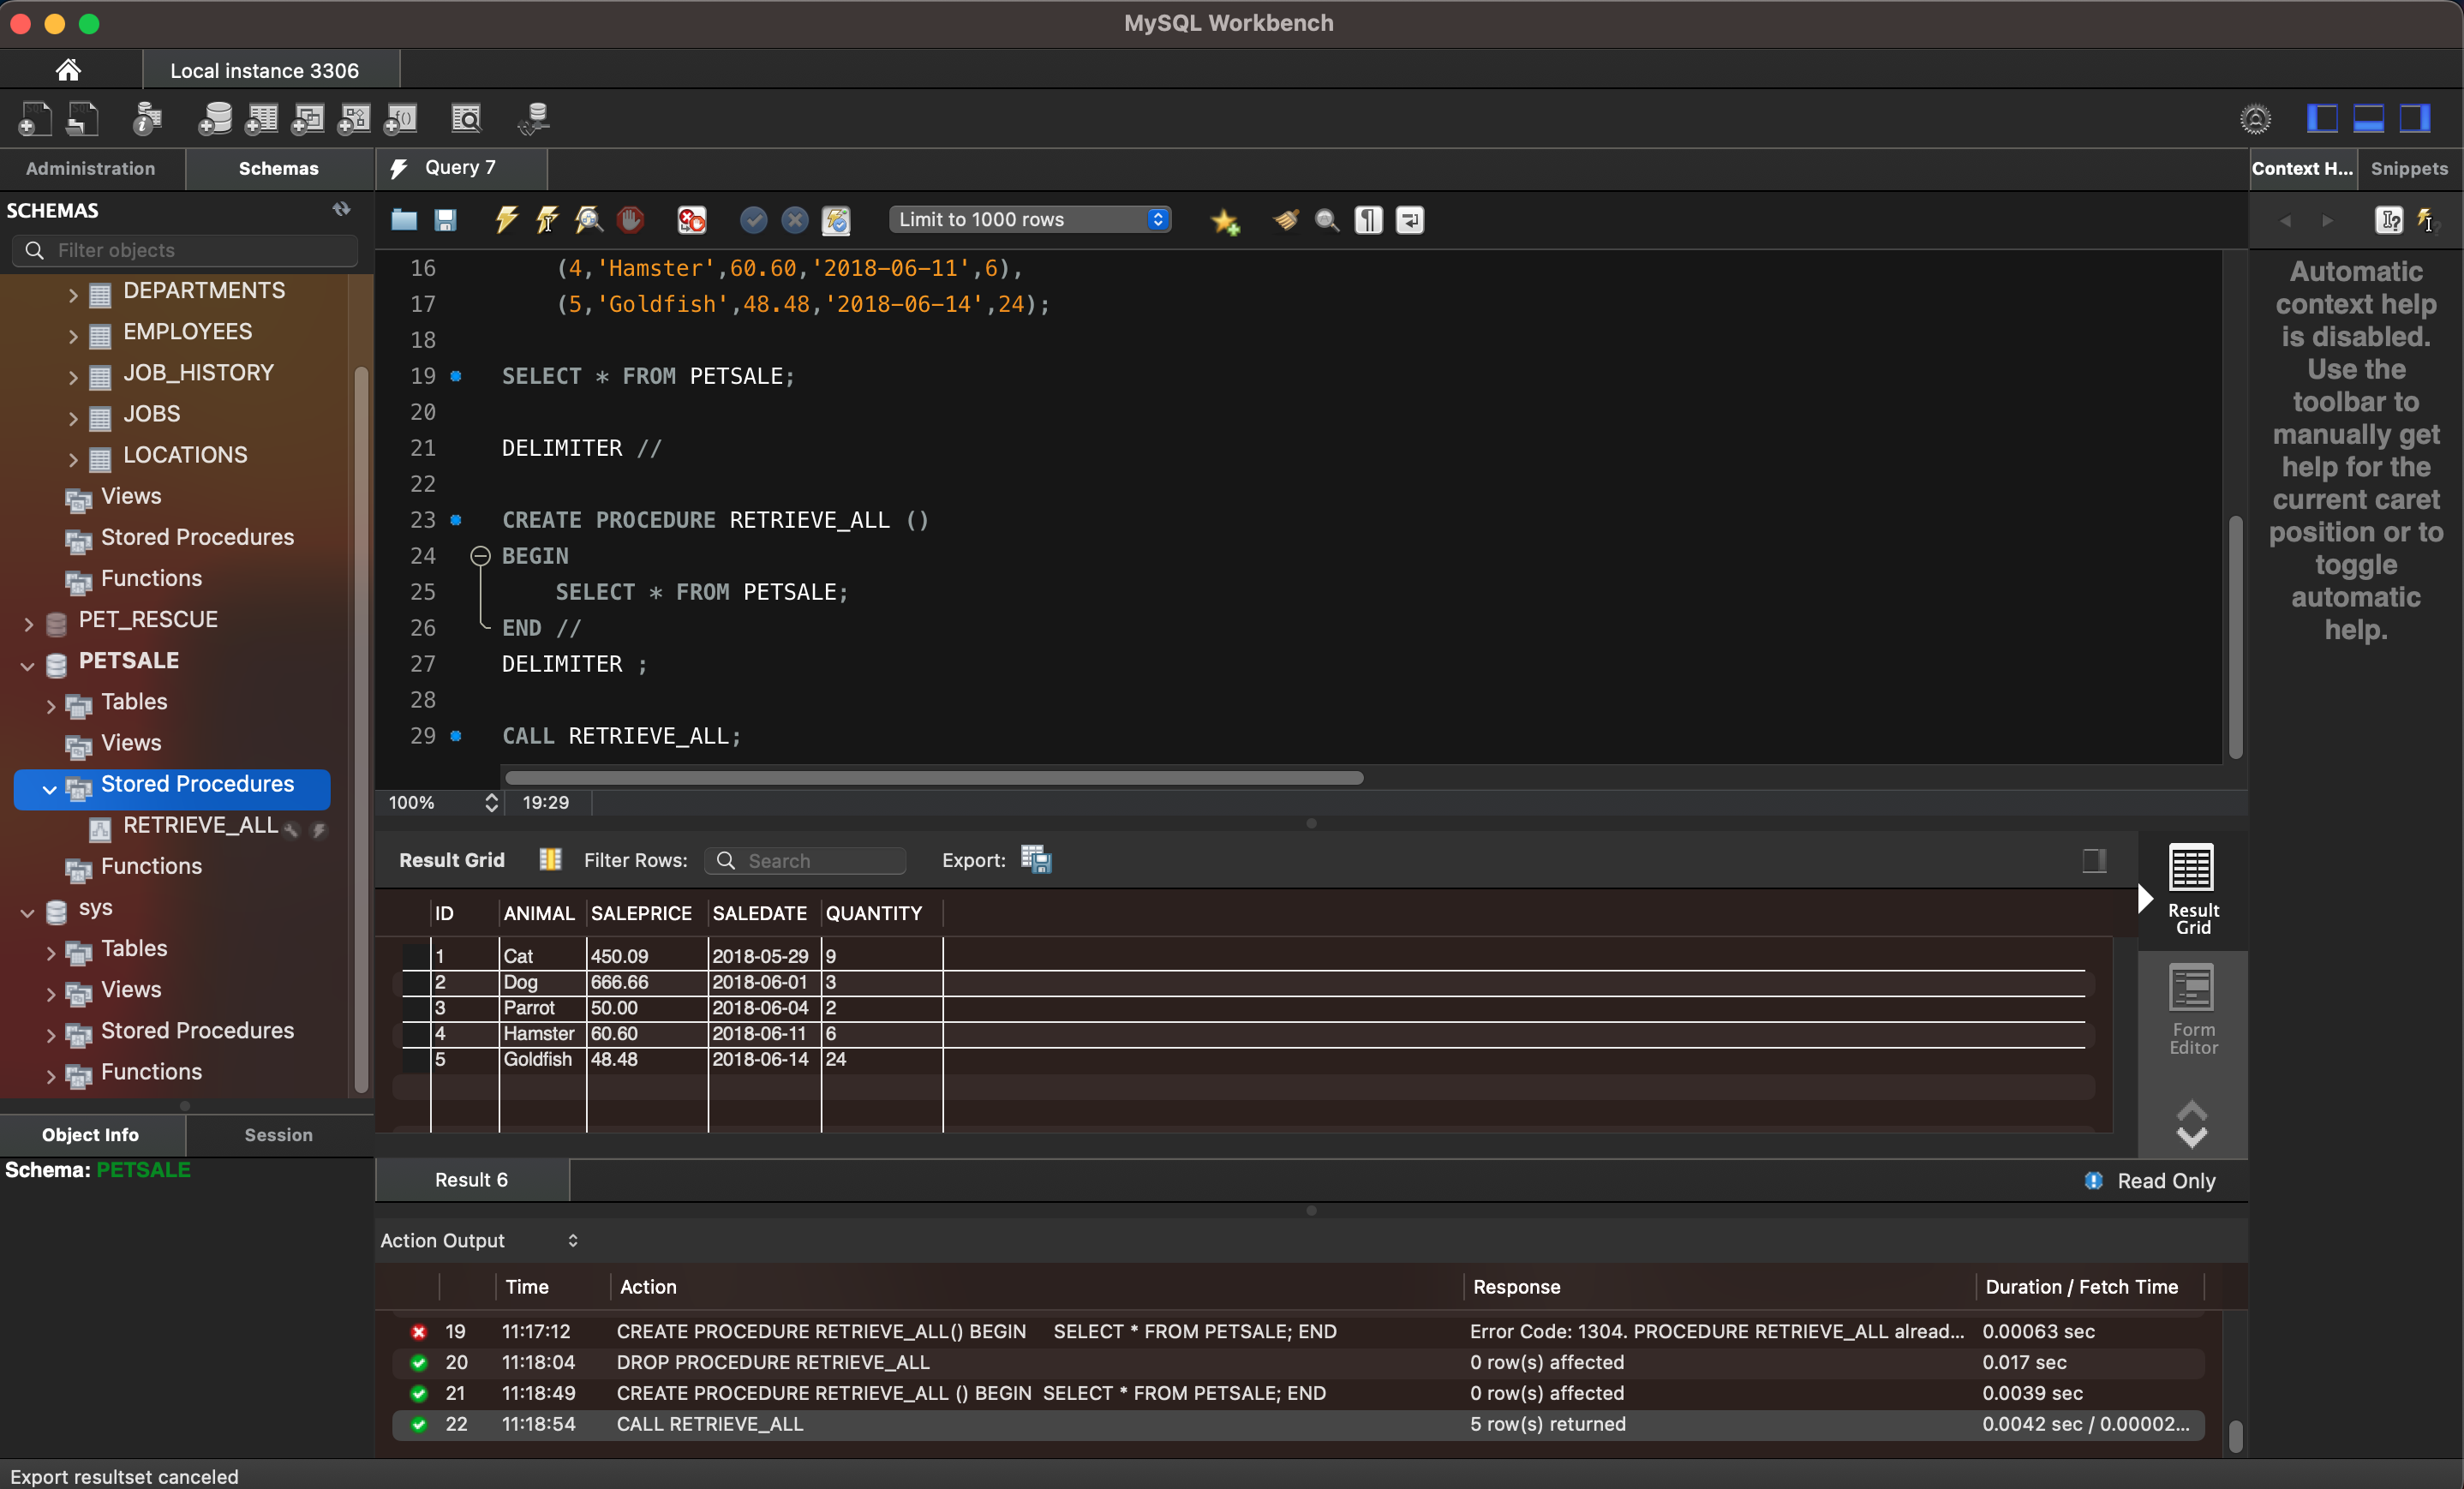 MySQL Workbench
Local instance 3306
Administration
Schemas
Query 7
Context H...
Snippets
SCHEMAS
Filter objects
DEPARTMENTS
EMPLOYEES
JOB_HISTORY
JOBS
LOCATIONS
Views
Stored Procedures
Functions
PET_RESCUE
PETSALE
Tables
Views
Stored Procedures
RETRIEVE_ALL
Functions
sys
Tables
Views
Stored Procedures
Functions
Object Info
Session
Schema: PETSALE
Limit to 1000 rows
16 (4,'Hamster',60.60,'2018-06-11',6),
17 (5,'Goldfish',48.48,'2018-06-14',24);
18
19 SELECT * FROM PETSALE;
20
21 DELIMITER //
22
23 CREATE PROCEDURE RETRIEVE_ALL ()
24 BEGIN
25 SELECT * FROM PETSALE;
26 END //
27 DELIMITER ;
28
29 CALL RETRIEVE_ALL;
100% 19:29
Result Grid Filter Rows: Search Export:
ID ANIMAL SALEPRICE SALEDATE QUANTITY
1 Cat 450.09 2018-05-29 9
2 Dog 666.66 2018-06-01 3
3 Parrot 50.00 2018-06-04 2
4 Hamster 60.60 2018-06-11 6
5 Goldfish 48.48 2018-06-14 24
Result
Grid
Form
Editor
Result 6
Read Only
Action Output
Time Action Response Duration / Fetch Time
19 11:17:12 CREATE PROCEDURE RETRIEVE_ALL() BEGIN SELECT * FROM PETSALE; END Error Code: 1304. PROCEDURE RETRIEVE_ALL alread... 0.00063 sec
20 11:18:04 DROP PROCEDURE RETRIEVE_ALL 0 row(s) affected 0.017 sec
21 11:18:49 CREATE PROCEDURE RETRIEVE_ALL () BEGIN SELECT * FROM PETSALE; END 0 row(s) affected 0.0039 sec
22 11:18:54 CALL RETRIEVE_ALL 5 row(s) returned 0.0042 sec / 0.00002...
Automatic
context help
is disabled.
Use the
toolbar to
manually get
help for the
current caret
position or to
toggle
automatic
help.
Export resultset canceled